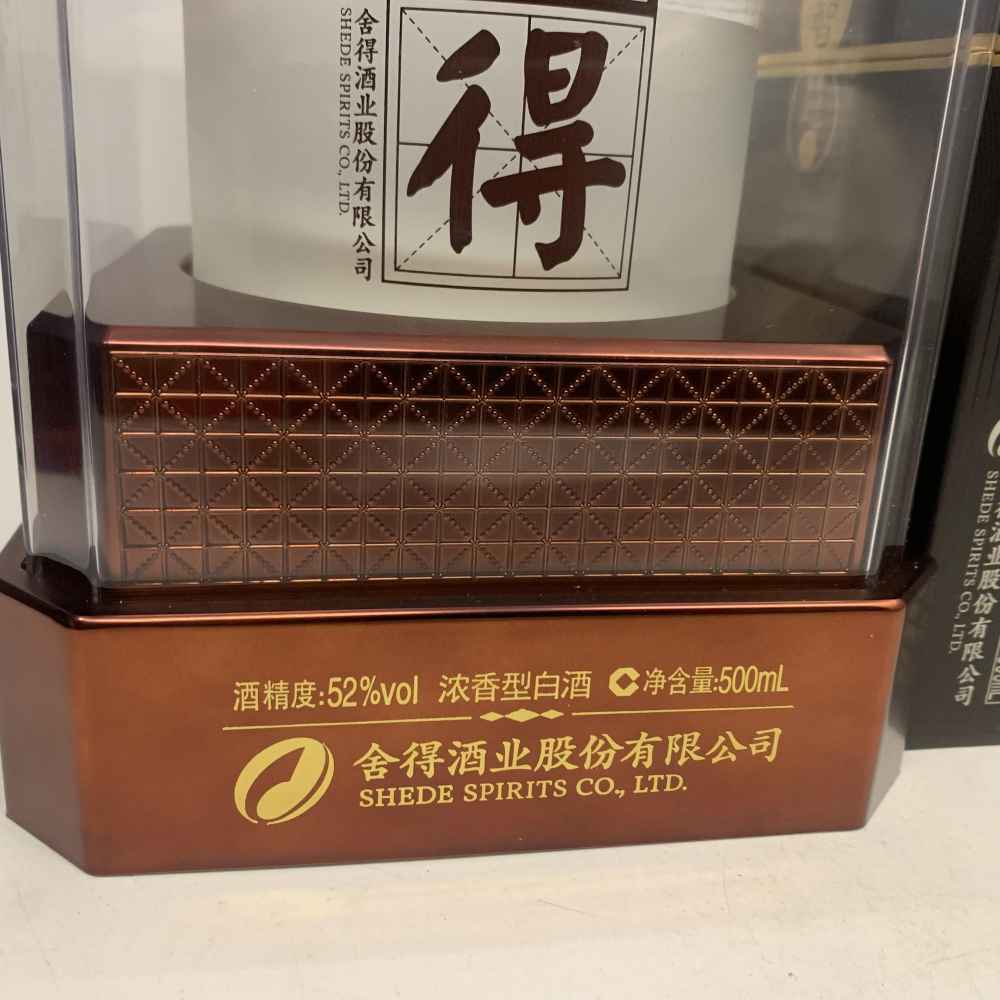 舍得酒业股份有限公司
SHEDE SPIRITS CO., LTD.
得
酒精度:52%vol 浓香型白酒 净含量:500mL
舍得酒业股份有限公司
SHEDE SPIRITS CO., LTD.
酒业股份有限公司
SHEDE SPIRITS CO., LTD.